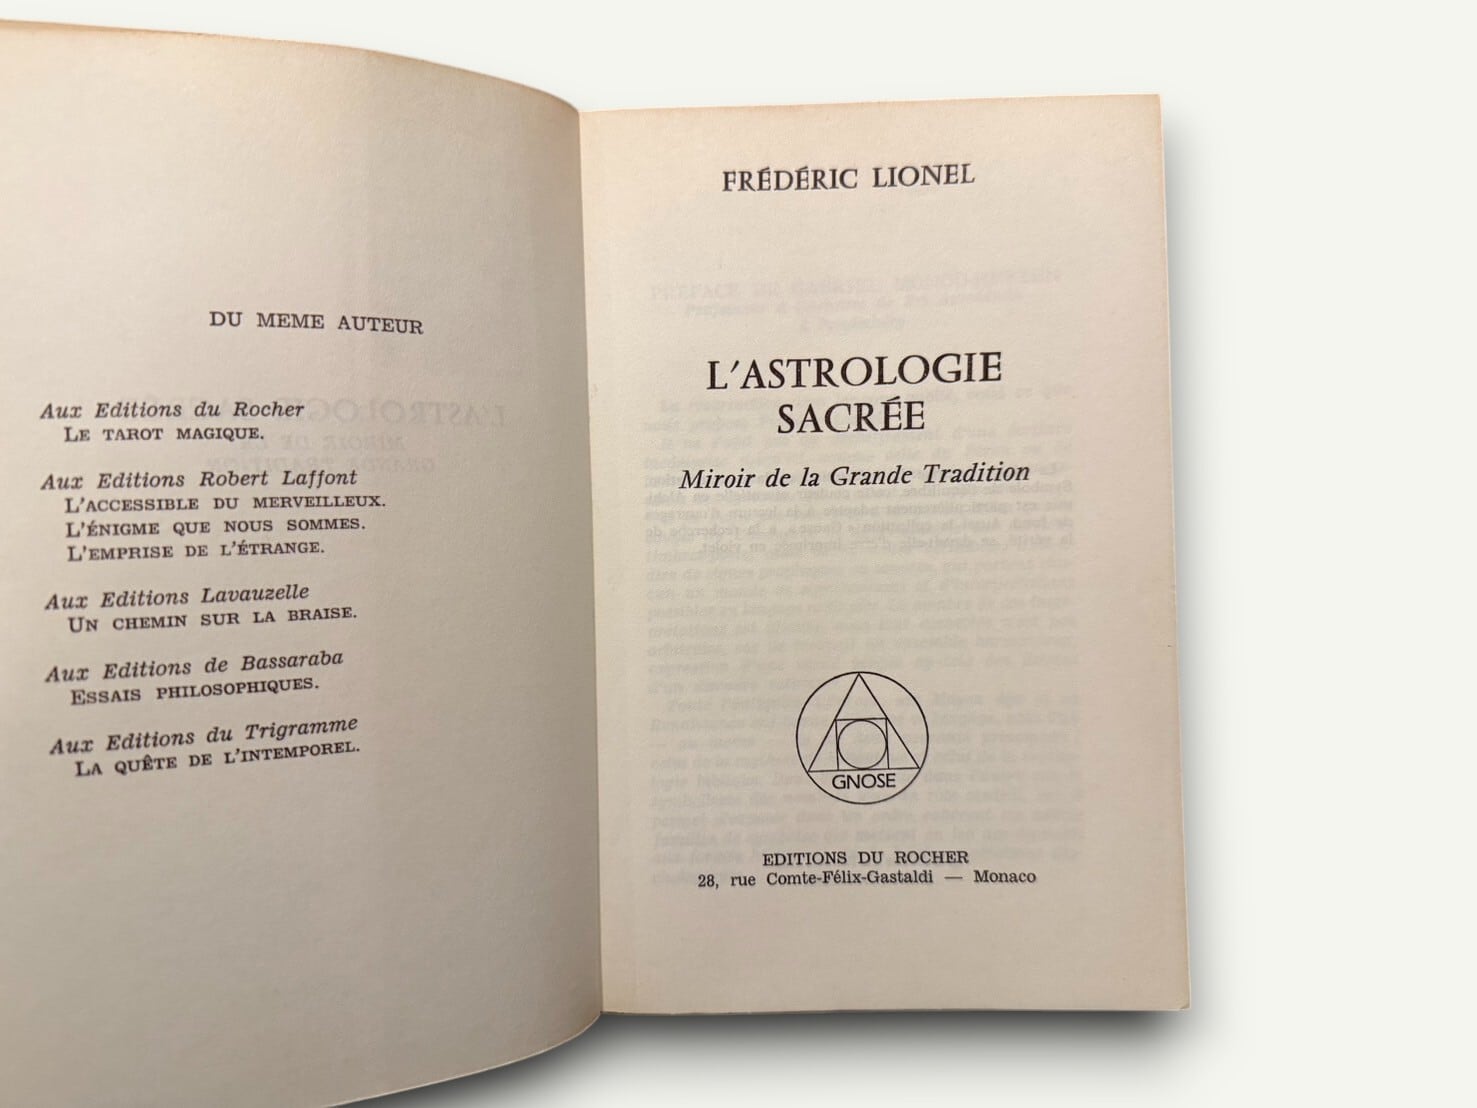 DU MEME AUTEUR
Aux Editions du Rocher
LE TAROT MAGIQUE.
Aux Editions Robert Laffont
L'ACCESSIBLE DU MERVEILLEUX.
L'ÉNIGME QUE NOUS SOMMES.
L'EMPRISE DE L'ÉTRANGE.
Aux Editions Lavauzelle
UN CHEMIN SUR LA BRAISE.
Aux Editions de Bassaraba
ESSAIS PHILOSOPHIQUES.
Aux Editions du Trigramme
LA QUÊTE DE L'INTEMPOREL.
FRÉDÉRIC LIONEL
L'ASTROLOGIE
SACRÉE
Miroir de la Grande Tradition
GNOSE
EDITIONS DU ROCHER
28, rue Comte-Félix-Gastaldi — Monaco